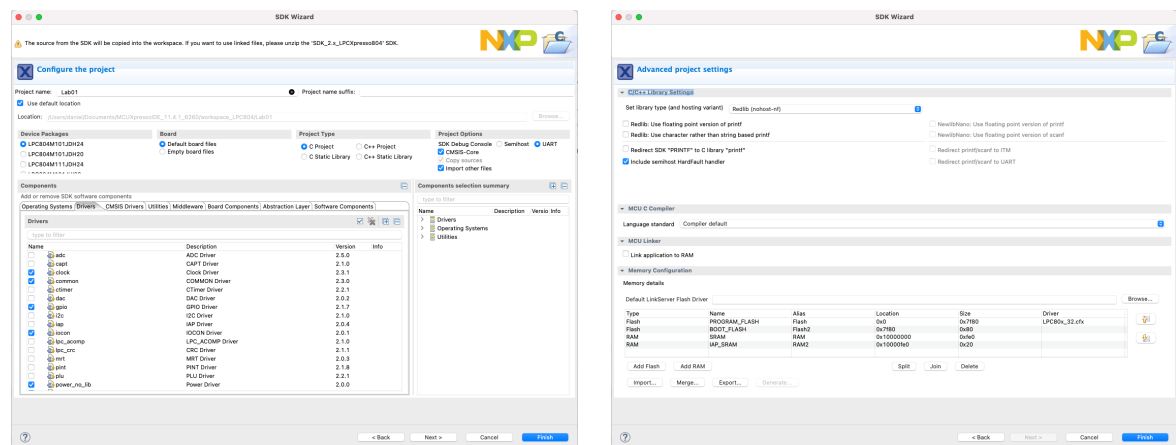 SDK Wizard
The source from the SDK will be copied into the workspace. If you want to use linked files, please unzip the 'SDK_2.x_LPCXpresso804' SDK.
NXP
Configure the project
Project name: Lab01 Project name suffix:
Use default location
Location: /Users/daniel/Documents/MCUXpressoIDE_11.4.1_6260/workspace_LPC804/Lab01 Browse...
Device Packages Board Project Type Project Options
LPC804M101JDH24 Default board files C Project C++ Project SDK Debug Console Semihost UART
LPC804M101JDH20 Empty board files C Static Library C++ Static Library CMSIS-Core
LPC804M111JDH24 Copy sources
Import other files
Components Components selection summary
Add or remove SDK software components
Operating Systems Drivers CMSIS Drivers Utilities Middleware Board Components Abstraction Layer Software Components type to filter
Drivers Name Description Versio Info
type to filter Drivers
Name Description Version Info Operating Systems
adc ADC Driver 2.5.0 Utilities
capt CAPT Driver 2.1.0
clock Clock Driver 2.3.1
common COMMON Driver 2.3.0
ctimer CTimer Driver 2.2.1
dac DAC Driver 2.0.2
gpio GPIO Driver 2.1.7
i2c I2C Driver 2.1.0
iap IAP Driver 2.0.4
iocon IOCON Driver 2.0.1
lpc_acomp LPC_ACOMP Driver 2.1.0
lpc_crc CRC Driver 2.1.1
mrt MRT Driver 2.0.3
pint PINT Driver 2.1.8
plu PLU Driver 2.2.1
power_no_lib Power Driver 2.0.0
? < Back Next > Cancel Finish
SDK Wizard
NXP
Advanced project settings
C/C++ Library Settings
Set library type (and hosting variant) Redlib (nohost-nf)
Redlib: Use floating point version of printf NewlibNano: Use floating point version of printf
Redlib: Use character rather than string based printf NewlibNano: Use floating point version of scanf
Redirect SDK "PRINTF" to C library "printf" Redirect printf/scanf to ITM
Include semihost HardFault handler Redirect printf/scanf to UART
MCU C Compiler
Language standard Compiler default
MCU Linker
Link application to RAM
Memory Configuration
Memory details
Default LinkServer Flash Driver Browse...
Type Name Alias Location Size Driver
Flash PROGRAM_FLASH Flash 0x0 0x7f80 LPC80x_32.cfx
Flash BOOT_FLASH Flash2 0x7f80 0x80
RAM SRAM RAM 0x10000000 0xfe0
RAM IAP_SRAM RAM2 0x10000fe0 0x20
Add Flash Add RAM Split Join Delete
Import... Merge... Export... Generate...
? < Back Next > Cancel Finish